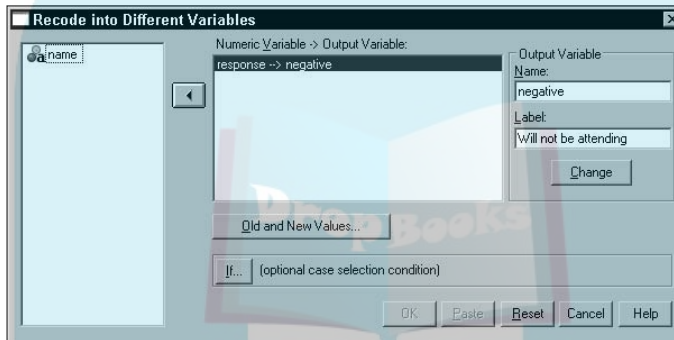 Recode into Different Variables
name
Numeric Variable -> Output Variable:
response --> negative
Output Variable
Name:
negative
Label:
Will not be attending
Change
Old and New Values...
If... (optional case selection condition)
OK Paste Reset Cancel Help
DropBooks